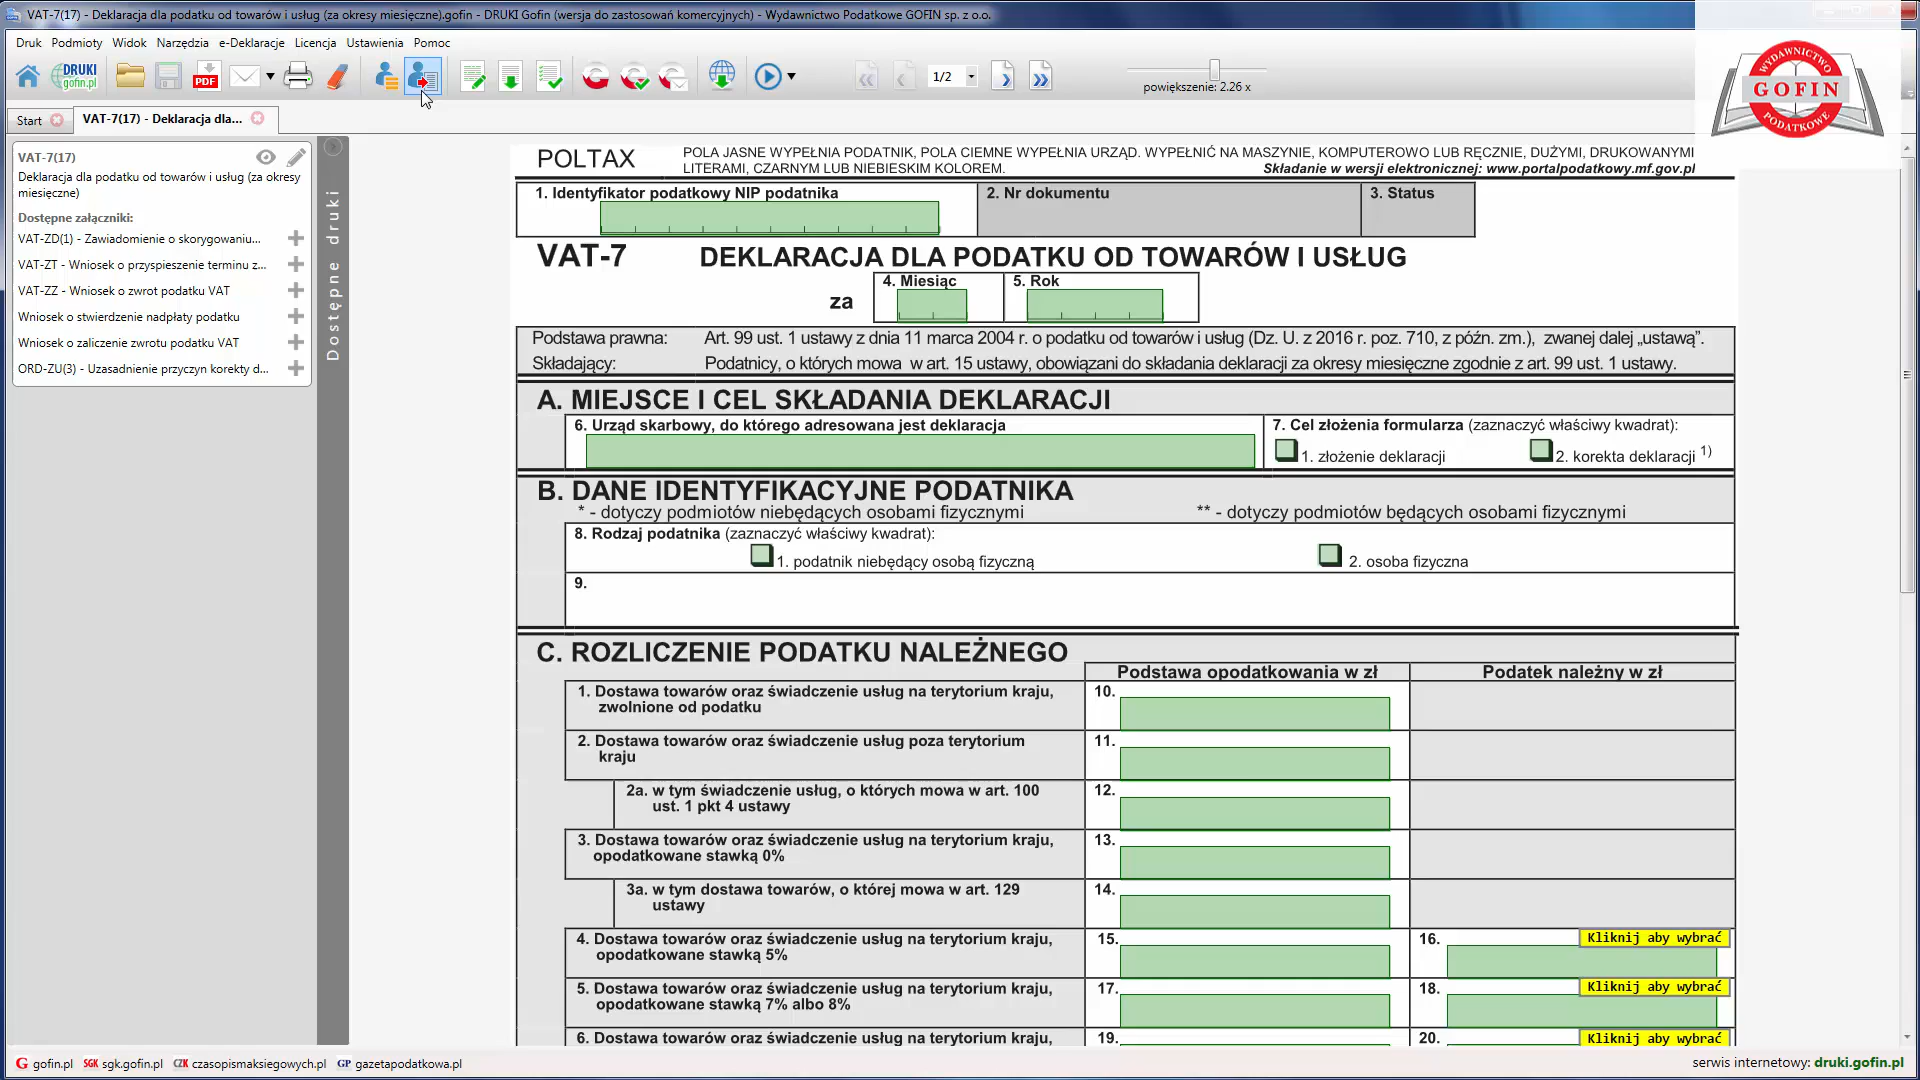 VAT-7(17) - Deklaracja dla podatku od towarów i usług (za okresy miesięczne).gofin - DRUKI Gofin (wersja do zastosowań komercyjnych) - Wydawnictwo Podatkowe GOFIN sp. z o.o.
Druk Podmioty Widok Narzędzia e-Deklaracje Licencja Ustawienia Pomoc
DRUKI
gofin.pl
PDF
1/2
powiększenie: 2.26 x
WYDAWNICTWO
GOFIN
PODATKOWE
Start
VAT-7(17) - Deklaracja dla...
VAT-7(17)
Deklaracja dla podatku od towarów i usług (za okresy
miesięczne)
Dostępne załączniki:
VAT-ZD(1) - Zawiadomienie o skorygowaniu...
VAT-ZT - Wniosek o przyspieszenie terminu z...
VAT-ZZ - Wniosek o zwrot podatku VAT
Wniosek o stwierdzenie nadpłaty podatku
Wniosek o zaliczenie zwrotu podatku VAT
ORD-ZU(3) - Uzasadnienie przyczyn korekty d...
Dostępne druki
POLTAX
POLA JASNE WYPEŁNIA PODATNIK, POLA CIEMNE WYPEŁNIA URZĄD. WYPEŁNIĆ NA MASZYNIE, KOMPUTEROWO LUB RĘCZNIE, DUŻYMI, DRUKOWANYMI
LITERAMI, CZARNYM LUB NIEBIESKIM KOLOREM.
Składanie w wersji elektronicznej: www.portalpodatkowy.mf.gov.pl
1. Identyfikator podatkowy NIP podatnika
2. Nr dokumentu
3. Status
VAT-7
DEKLARACJA DLA PODATKU OD TOWARÓW I USŁUG
za
4. Miesiąc
5. Rok
Podstawa prawna: Art. 99 ust. 1 ustawy z dnia 11 marca 2004 r. o podatku od towarów i usług (Dz. U. z 2016 r. poz. 710, z późn. zm.), zwanej dalej „ustawą”.
Składający: Podatnicy, o których mowa w art. 15 ustawy, obowiązani do składania deklaracji za okresy miesięczne zgodnie z art. 99 ust. 1 ustawy.
A. MIEJSCE I CEL SKŁADANIA DEKLARACJI
6. Urząd skarbowy, do którego adresowana jest deklaracja
7. Cel złożenia formularza (zaznaczyć właściwy kwadrat):
1. złożenie deklaracji
2. korekta deklaracji 1)
B. DANE IDENTYFIKACYJNE PODATNIKA
* - dotyczy podmiotów niebędących osobami fizycznymi
** - dotyczy podmiotów będących osobami fizycznymi
8. Rodzaj podatnika (zaznaczyć właściwy kwadrat):
1. podatnik niebędący osobą fizyczną
2. osoba fizyczna
9.
C. ROZLICZENIE PODATKU NALEŻNEGO
Podstawa opodatkowania w zł
Podatek należny w zł
1. Dostawa towarów oraz świadczenie usług na terytorium kraju,
zwolnione od podatku
10.
2. Dostawa towarów oraz świadczenie usług poza terytorium
kraju
11.
2a. w tym świadczenie usług, o których mowa w art. 100
ust. 1 pkt 4 ustawy
12.
3. Dostawa towarów oraz świadczenie usług na terytorium kraju,
opodatkowane stawką 0%
13.
3a. w tym dostawa towarów, o której mowa w art. 129
ustawy
14.
4. Dostawa towarów oraz świadczenie usług na terytorium kraju,
opodatkowane stawką 5%
15.
16.
Kliknij aby wybrać
5. Dostawa towarów oraz świadczenie usług na terytorium kraju,
opodatkowane stawką 7% albo 8%
17.
18.
Kliknij aby wybrać
6. Dostawa towarów oraz świadczenie usług na terytorium kraju,
19.
20.
Kliknij aby wybrać
G gofin.pl SGK sgk.gofin.pl CZK czasopismaksiegowych.pl GP gazetapodatkowa.pl
serwis internetowy: druki.gofin.pl